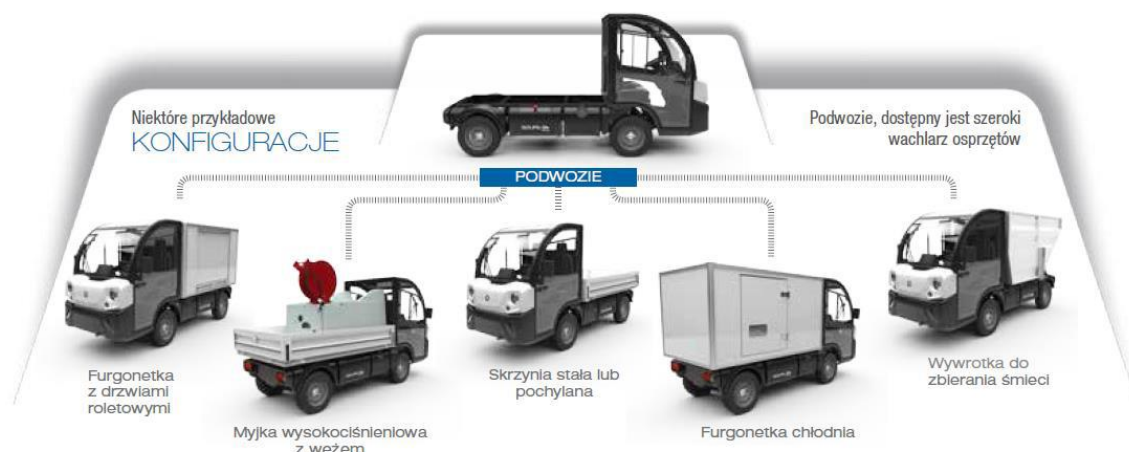 Niektóre przykładowe
KONFIGURACJE
Podwozie, dostępny jest szeroki
wachlarz osprzętów
PODWOZIE
Furgonetka
z drzwiami
roletowymi
Myjka wysokociśnieniowa
z wężem
Skrzynia stała lub
pochylana
Furgonetka chłodnia
Wywrotka do
zbierania śmieci